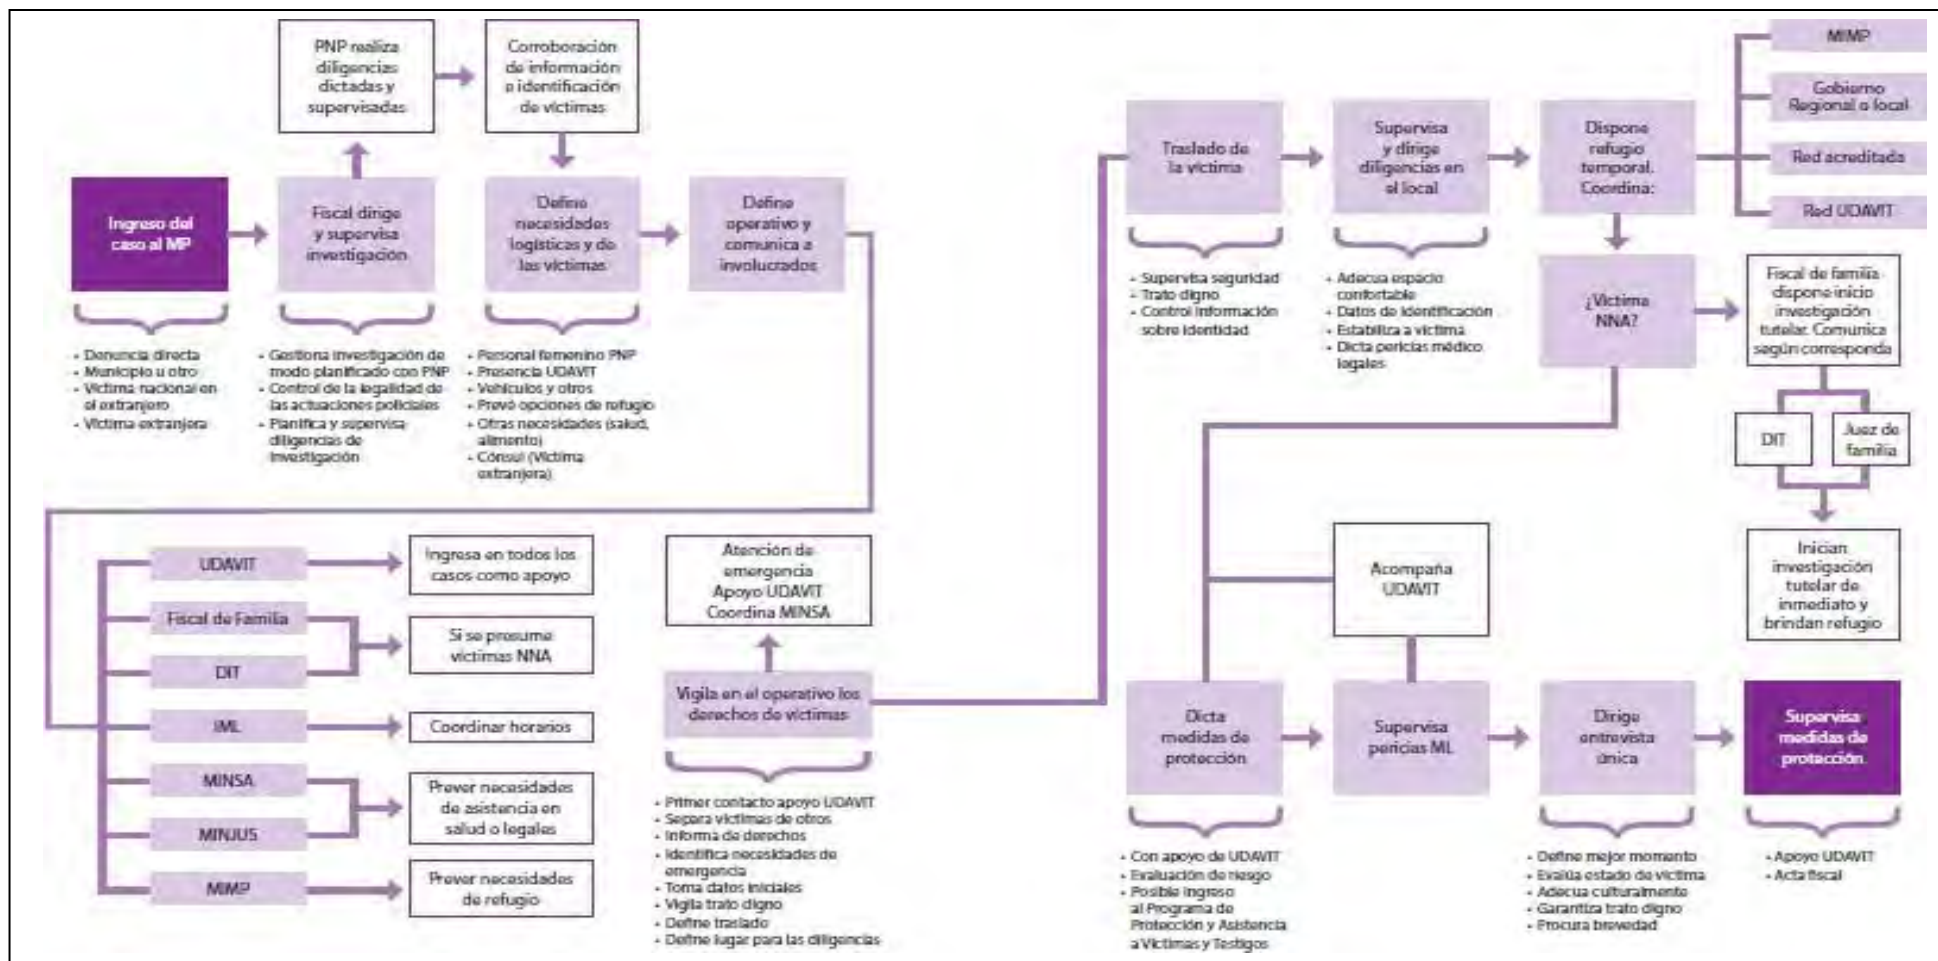 PNP realiza
diligencias
dictadas y
supervisadas
Corroboración
de información
e identificación
de víctimas
Ingreso del
caso al MP
Fiscal dirige
y supervisa
investigación
Define
necesidades
logísticas y de
las víctimas
Define
operativo y
comunica a
involucrados
• Denuncia directa
• Municipio u otro
• Víctima nacional en
el extranjero
• Víctima extranjera
• Gestiona investigación de
modo planificado con PNP
• Control de la legalidad de
las actuaciones policiales
• Planifica y supervisa
diligencias de
investigación
• Personal femenino PNP
• Presencia UDAVIT
• Vehículos y otros
• Prevé opciones de refugio
• Otras necesidades (salud,
alimento)
• Cónsul (Víctima
extranjera)
UDAVIT
Ingresa en todos los
casos como apoyo
Fiscal de Familia
DIT
Si se presume
víctimas NNA
IML
Coordinar horarios
MINSA
MINJUS
Prever necesidades
de asistencia en
salud o legales
MIMP
Prever necesidades
de refugio
Atención de
emergencia
Apoyo UDAVIT
Coordina MINSA
Vigila en el operativo los
derechos de víctimas
• Primer contacto apoyo UDAVIT
• Separa víctimas de otros
• Informa de derechos
• Identifica necesidades de
emergencia
• Toma datos iniciales
• Vigila trato digno
• Define traslado
• Define lugar para las diligencias
Traslado de
la víctima
Supervisa
y dirige
diligencias en
el local
Dispone
refugio
temporal.
Coordina:
MIMP
Gobierno
Regional o local
Red acreditada
Red UDAVIT
• Supervisa seguridad
• Trato digno
• Control información
sobre identidad
• Adecua espacio
confortable
• Datos de identificación
• Estabiliza a víctima
• Dicta pericias médico
legales
¿Víctima
NNA?
Fiscal de familia
dispone inicio
investigación
tutelar. Comunica
según corresponda
DIT
Juez de
familia
Inician
investigación
tutelar de
inmediato y
brindan refugio
Acompaña
UDAVIT
Dicta
medidas de
protección
Supervisa
pericias ML
Dirige
entrevista
única
Supervisa
medidas de
protección
• Con apoyo de UDAVIT
• Evaluación de riesgo
• Posible ingreso
al Programa de
Protección y Asistencia
a Víctimas y Testigos
• Define mejor momento
• Evalúa estado de víctima
• Adecua culturalmente
• Garantiza trato digno
• Procura brevedad
• Apoyo UDAVIT
• Acta fiscal